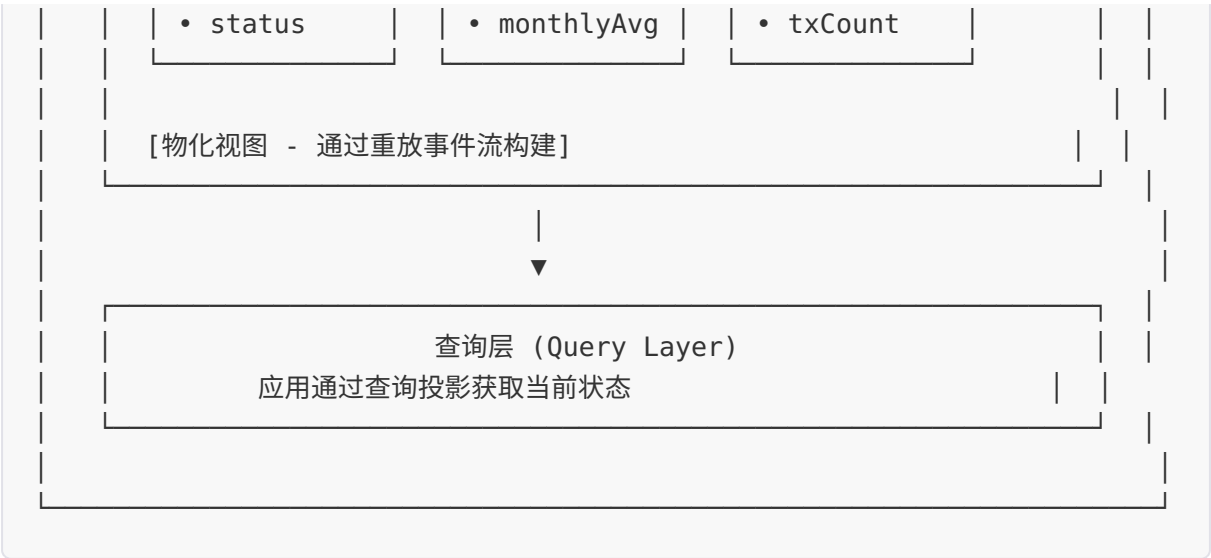 • status • monthlyAvg • txCount
[物化视图 - 通过重放事件流构建]
▼
查询层 (Query Layer)
应用通过查询投影获取当前状态